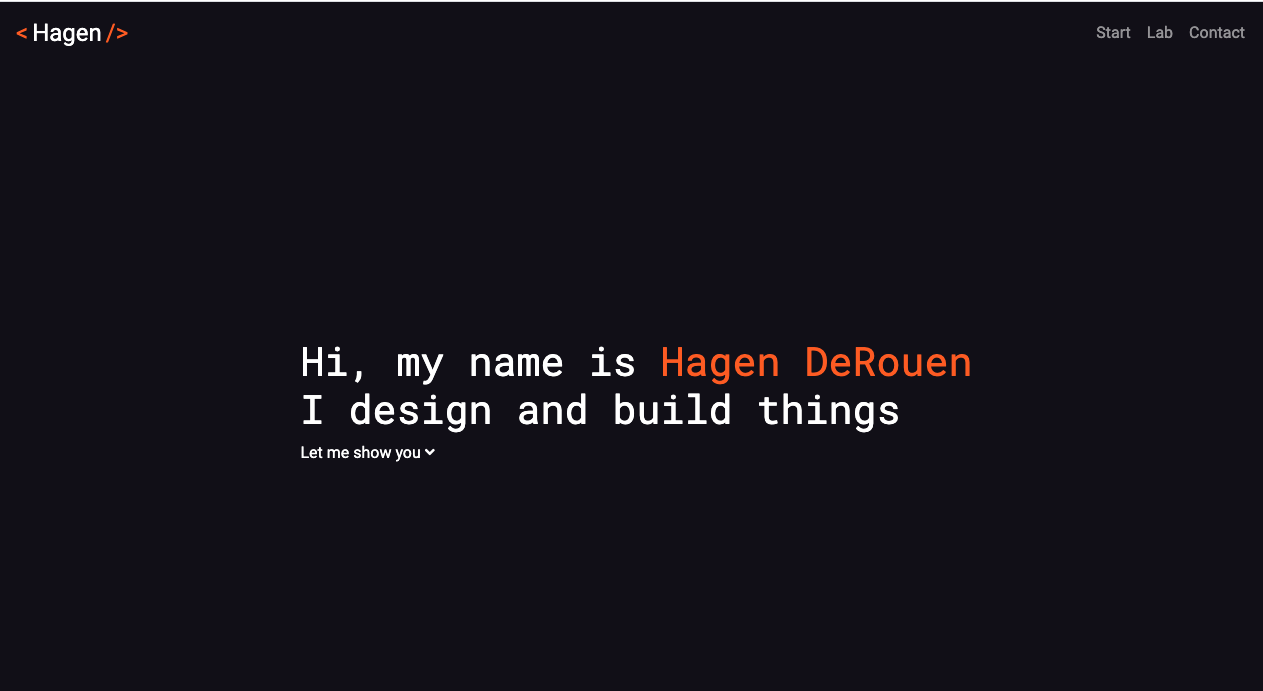 < Hagen />
Start Lab Contact
Hi, my name is Hagen DeRouen
I design and build things
Let me show you